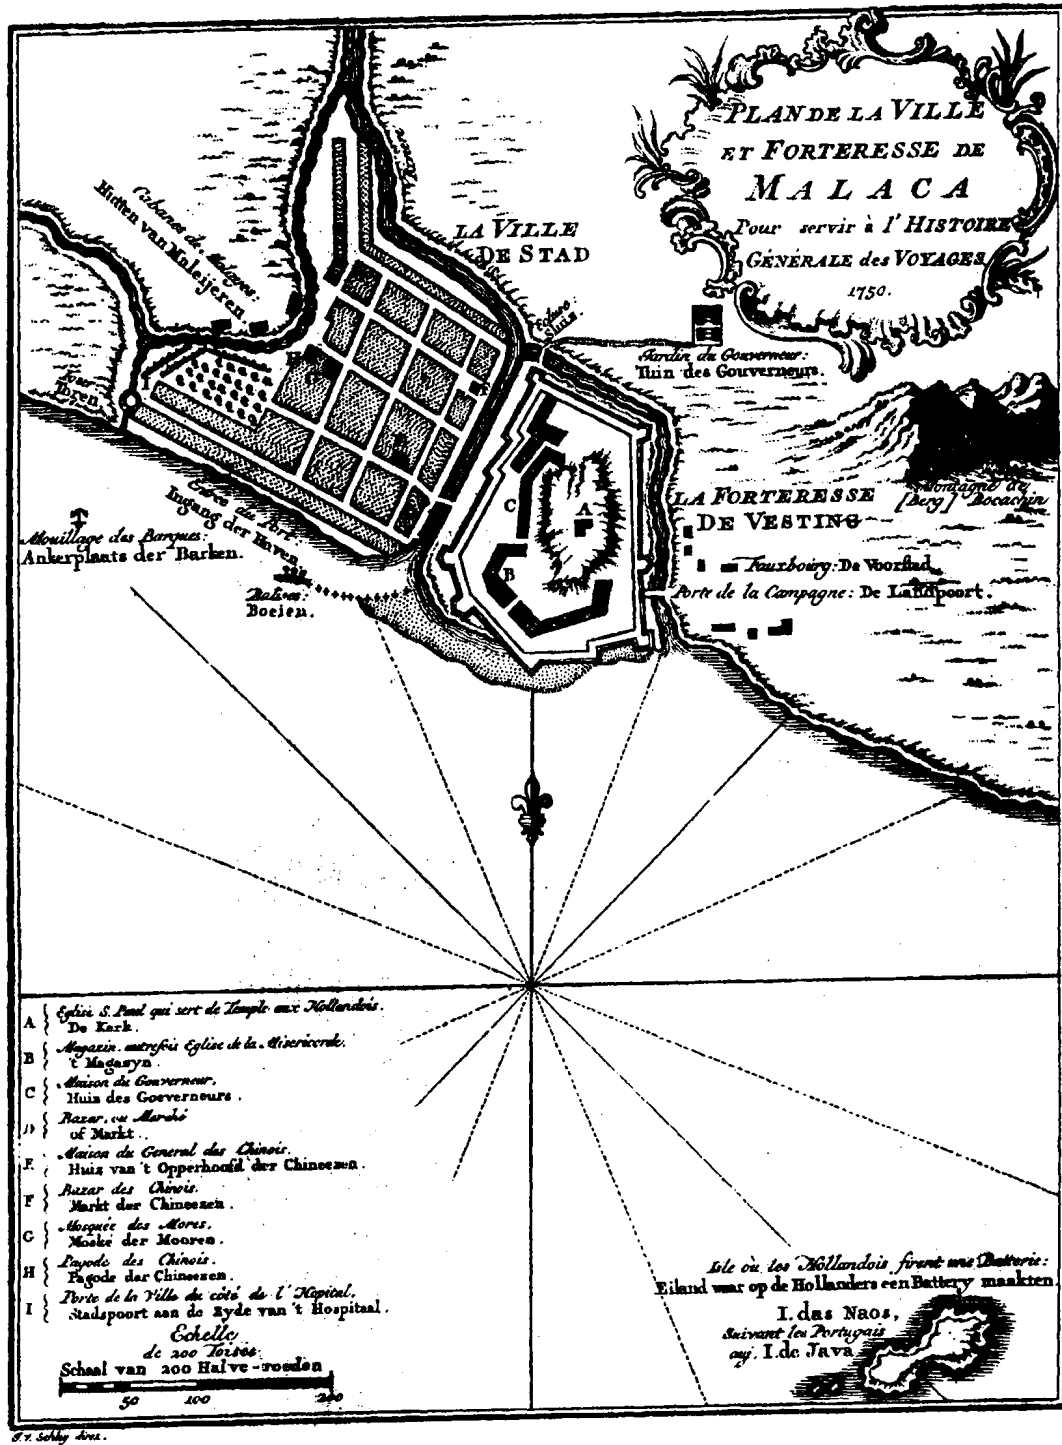 PLAN DE LA VILLE
ET FORTERESSE DE
MALACA
Pour servir à l'HISTOIRE
GÉNÉRALE des VOYAGES
1750.
Cabanes de Malayes:
Hutten van Maleijeren.
LA VILLE
DE STAD
Ecluse:
Sluis.
Jardin du Gouverneur:
Thuin des Gouverneurs.
Tour
Toren
Montagne de
[Berg] Bocachin
LA FORTERESSE
DE VESTING
Fauxbourg: De Voorstad
Porte de la Campagne: De Landpoort.
Mouillage des Barques:
Ankerplaats der Barken.
Entrée du Port:
Ingang der Haven
Balises:
Boeien.
A
B
C
G
H
I
A Eglise S. Paul qui sert de Temple aux Hollandois.
De Kerk.
B Magazin, autrefois Eglise de la Misericorde.
't Magasyn.
C Maison du Gouverneur.
Huis des Goeverneurs.
D Bazar, ou Marché
of Markt.
E Maison du General des Chinois.
Huis van 't Opperhoofd der Chineezen.
F Bazar des Chinois.
Markt der Chineezen.
G Mosquée des Mores.
Moské der Mooren.
H Pagode des Chinois.
Pagode der Chineezen.
I Porte de la Ville du coté de l'Hopital.
Stadspoort aan de Zyde van 't Hospitaal.
Echelle
de 200 Toises.
Schaal van 200 Halve-roeden
50 100 200
Isle où les Hollandois firent une Batterie:
Eiland waar op de Hollanders een Battery maakten.
I. das Naos,
Suivant les Portugais
auj. I. de Java
J. v. Schley direx.